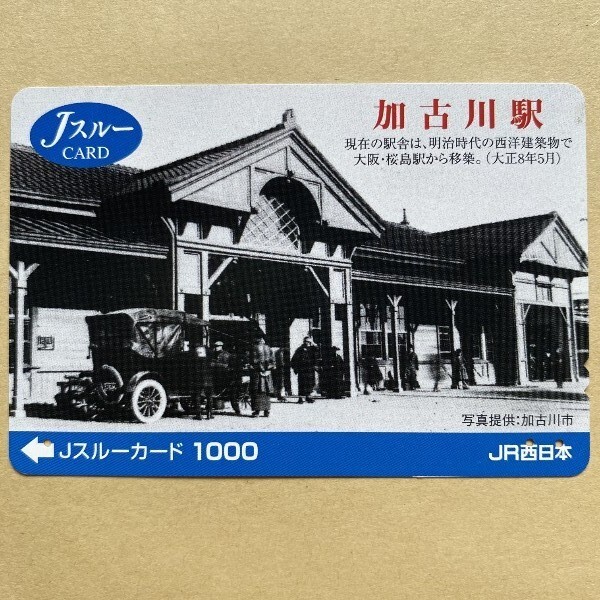 Jスルー
CARD
加古川駅
現在の駅舎は、明治時代の西洋建築物で
大阪・桜島駅から移築。（大正8年5月）
写真提供：加古川市
Jスルーカード 1000
JR西日本